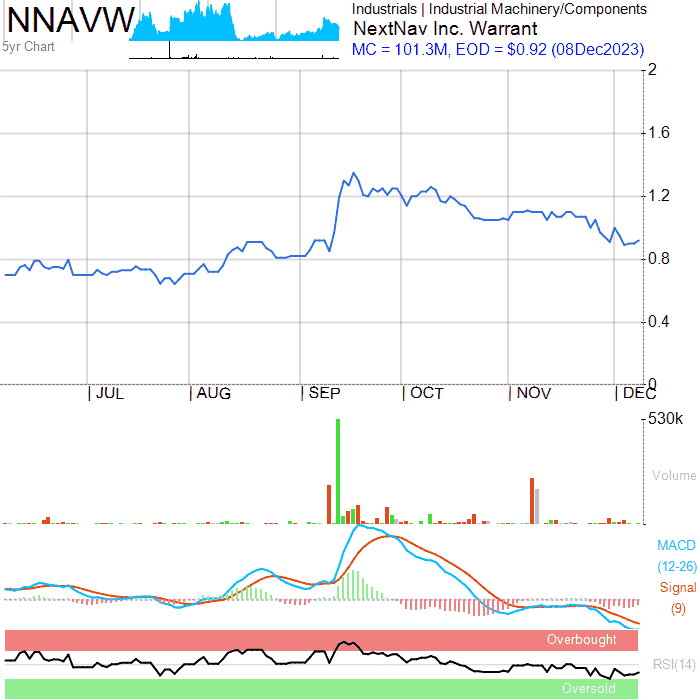 NNAVW
5yr Chart
Industrials | Industrial Machinery/Components
NextNav Inc. Warrant
MC = 101.3M, EOD = $0.92 (08Dec2023)
2
1.6
1.2
0.8
0.4
0
JUL AUG SEP OCT NOV DEC
530k
Volume
MACD
(12-26)
Signal
(9)
Overbought
RSI(14)
Oversold